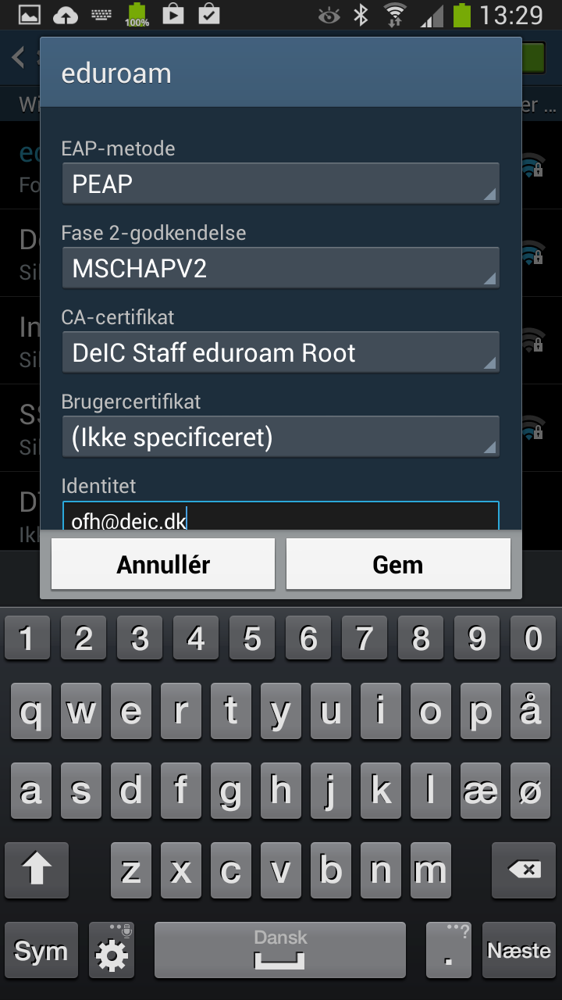 100%
13:29
eduroam
Wi
er ...
EAP-metode
PEAP
Fase 2-godkendelse
MSCHAPV2
CA-certifikat
DeIC Staff eduroam Root
Brugercertifikat
(Ikke specificeret)
Identitet
ofh@deic.dk
Annullér
Gem
1 2 3 4 5 6 7 8 9 0
q w e r t y u i o p å
a s d f g h j k l æ ø
z x c v b n m
Sym
Dansk
. ?
Næste